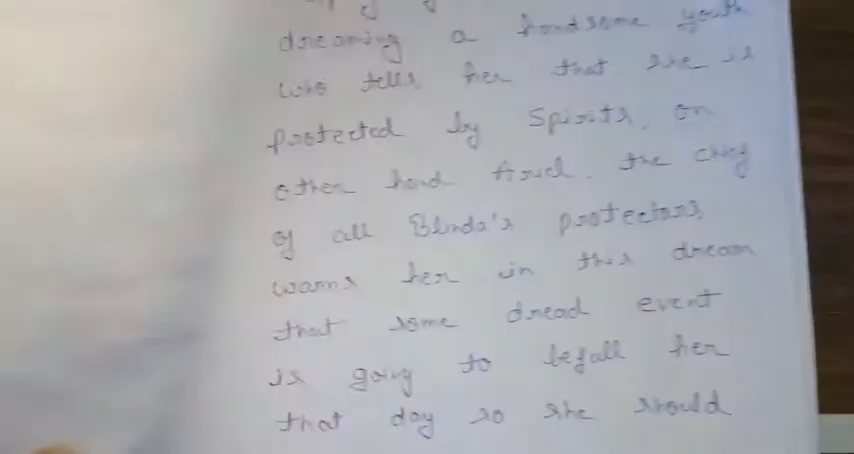 dreaming a handsome youth
who tells her that she is
protected by Spirits. on
other hand the chief
of all protectors,
warns her in this dream
that some dread event
is going to befall her
that day so she should